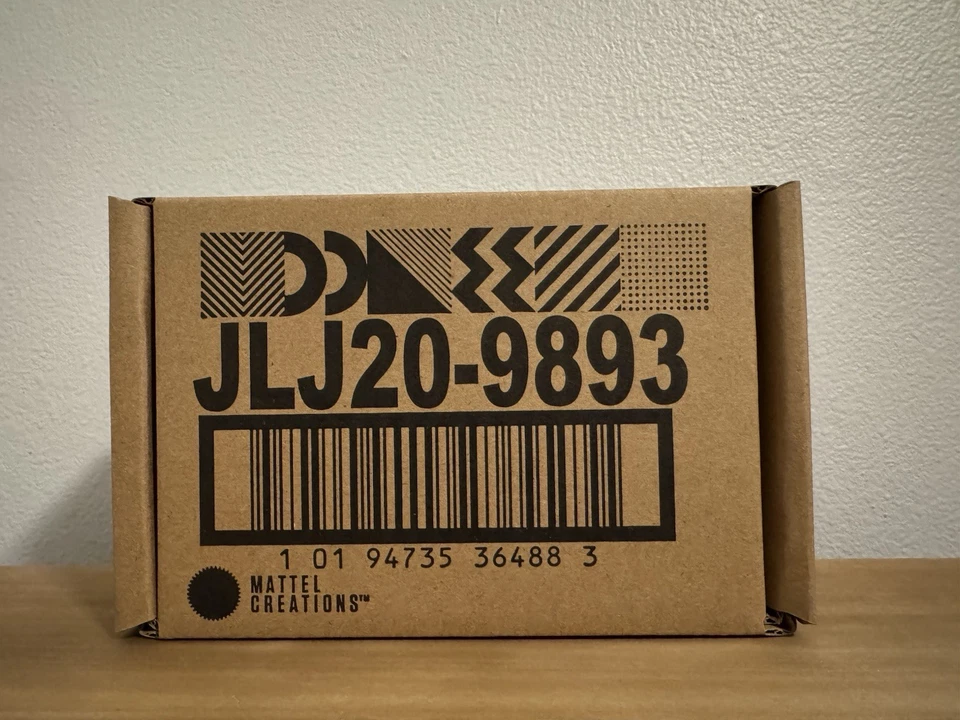 JLJ20-9893
1 01 94735 36488 3
MATTEL
CREATIONS™